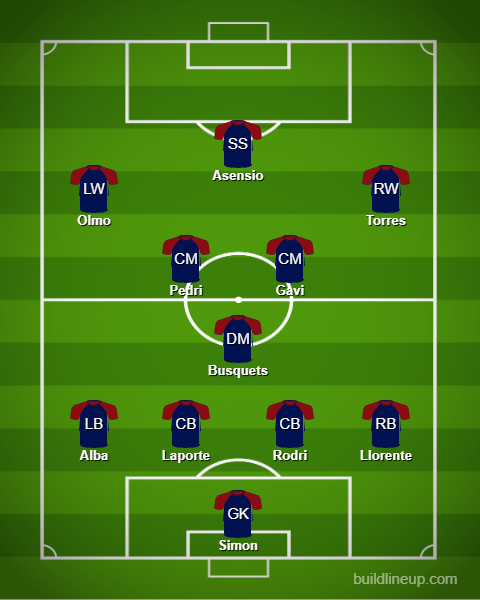 SS
Asensio
LW
RW
Olmo
Torres
CM
CM
Pedri
Gavi
DM
Busquets
LB
CB
CB
RB
Alba
Laporte
Rodri
Llorente
GK
Simon
buildlineup.com